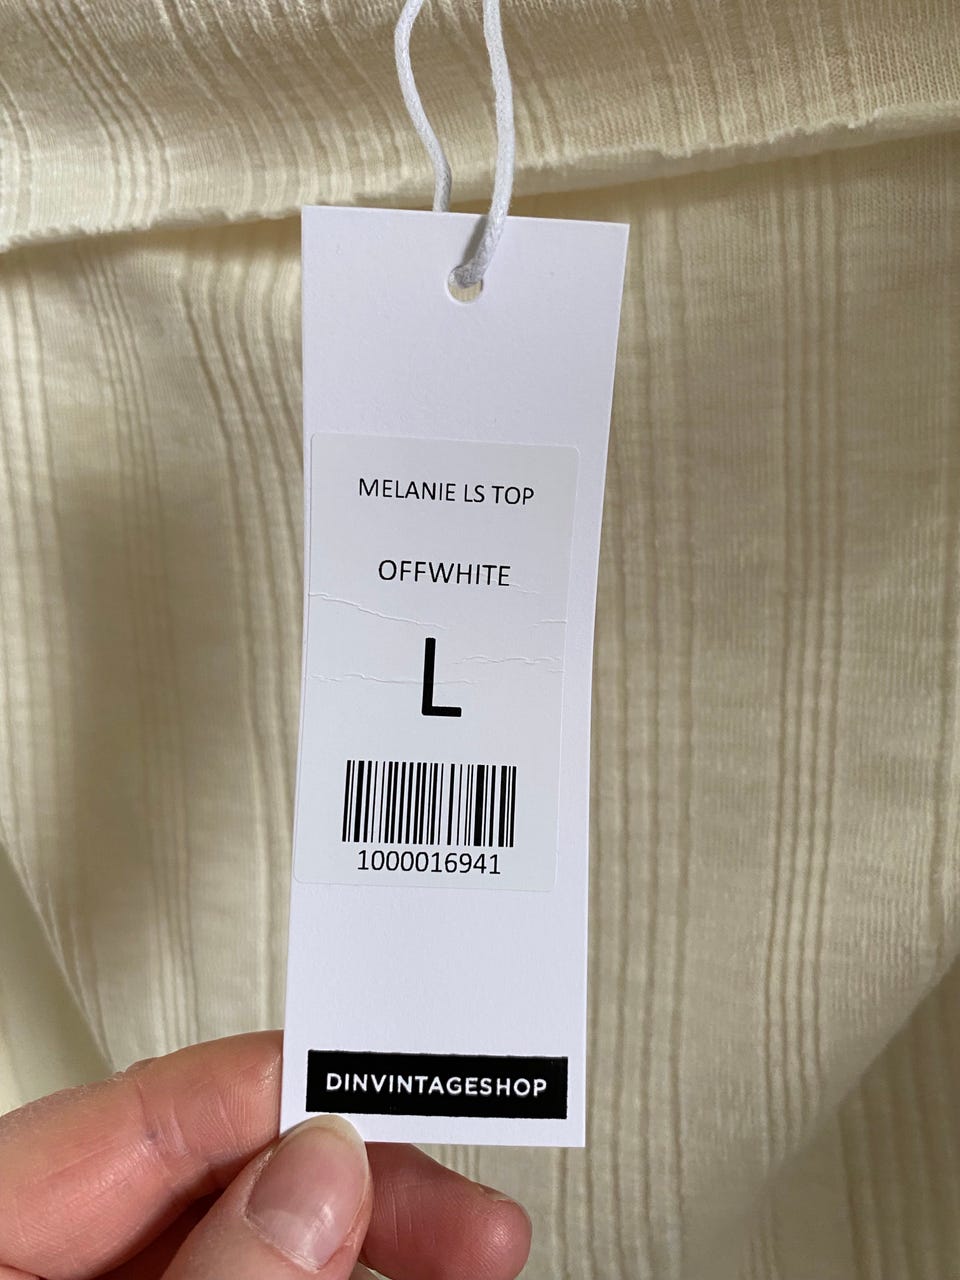 MELANIE LS TOP
OFFWHITE
L
1000016941
DINVINTAGESHOP